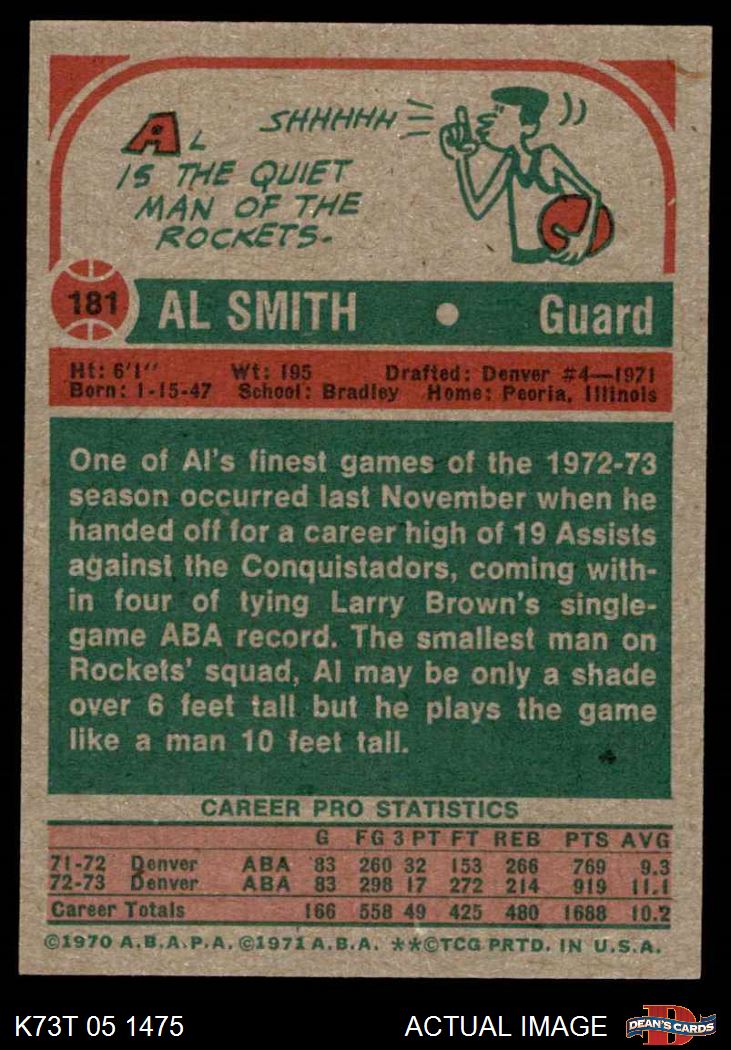 SHHHHH
AL
IS THE QUIET
MAN OF THE
ROCKETS.
181 AL SMITH • Guard
Ht: 6'1" Wt: 195 Drafted: Denver #4—1971
Born: 1-15-47 School: Bradley Home: Peoria, Illinois
One of Al's finest games of the 1972-73
season occurred last November when he
handed off for a career high of 19 Assists
against the Conquistadors, coming with-
in four of tying Larry Brown's single-
game ABA record. The smallest man on
Rockets' squad, Al may be only a shade
over 6 feet tall but he plays the game
like a man 10 feet tall.
CAREER PRO STATISTICS
G FG 3 PT FT REB PTS AVG
71-72 Denver ABA 83 260 32 153 266 769 9.3
72-73 Denver ABA 83 298 17 272 214 919 11.1
Career Totals 166 558 49 425 480 1688 10.2
©1970 A.B.A.P.A. ©1971 A.B.A. **©TCG PRTD. IN U.S.A.
K73T 05 1475 ACTUAL IMAGE DEAN'S CARDS